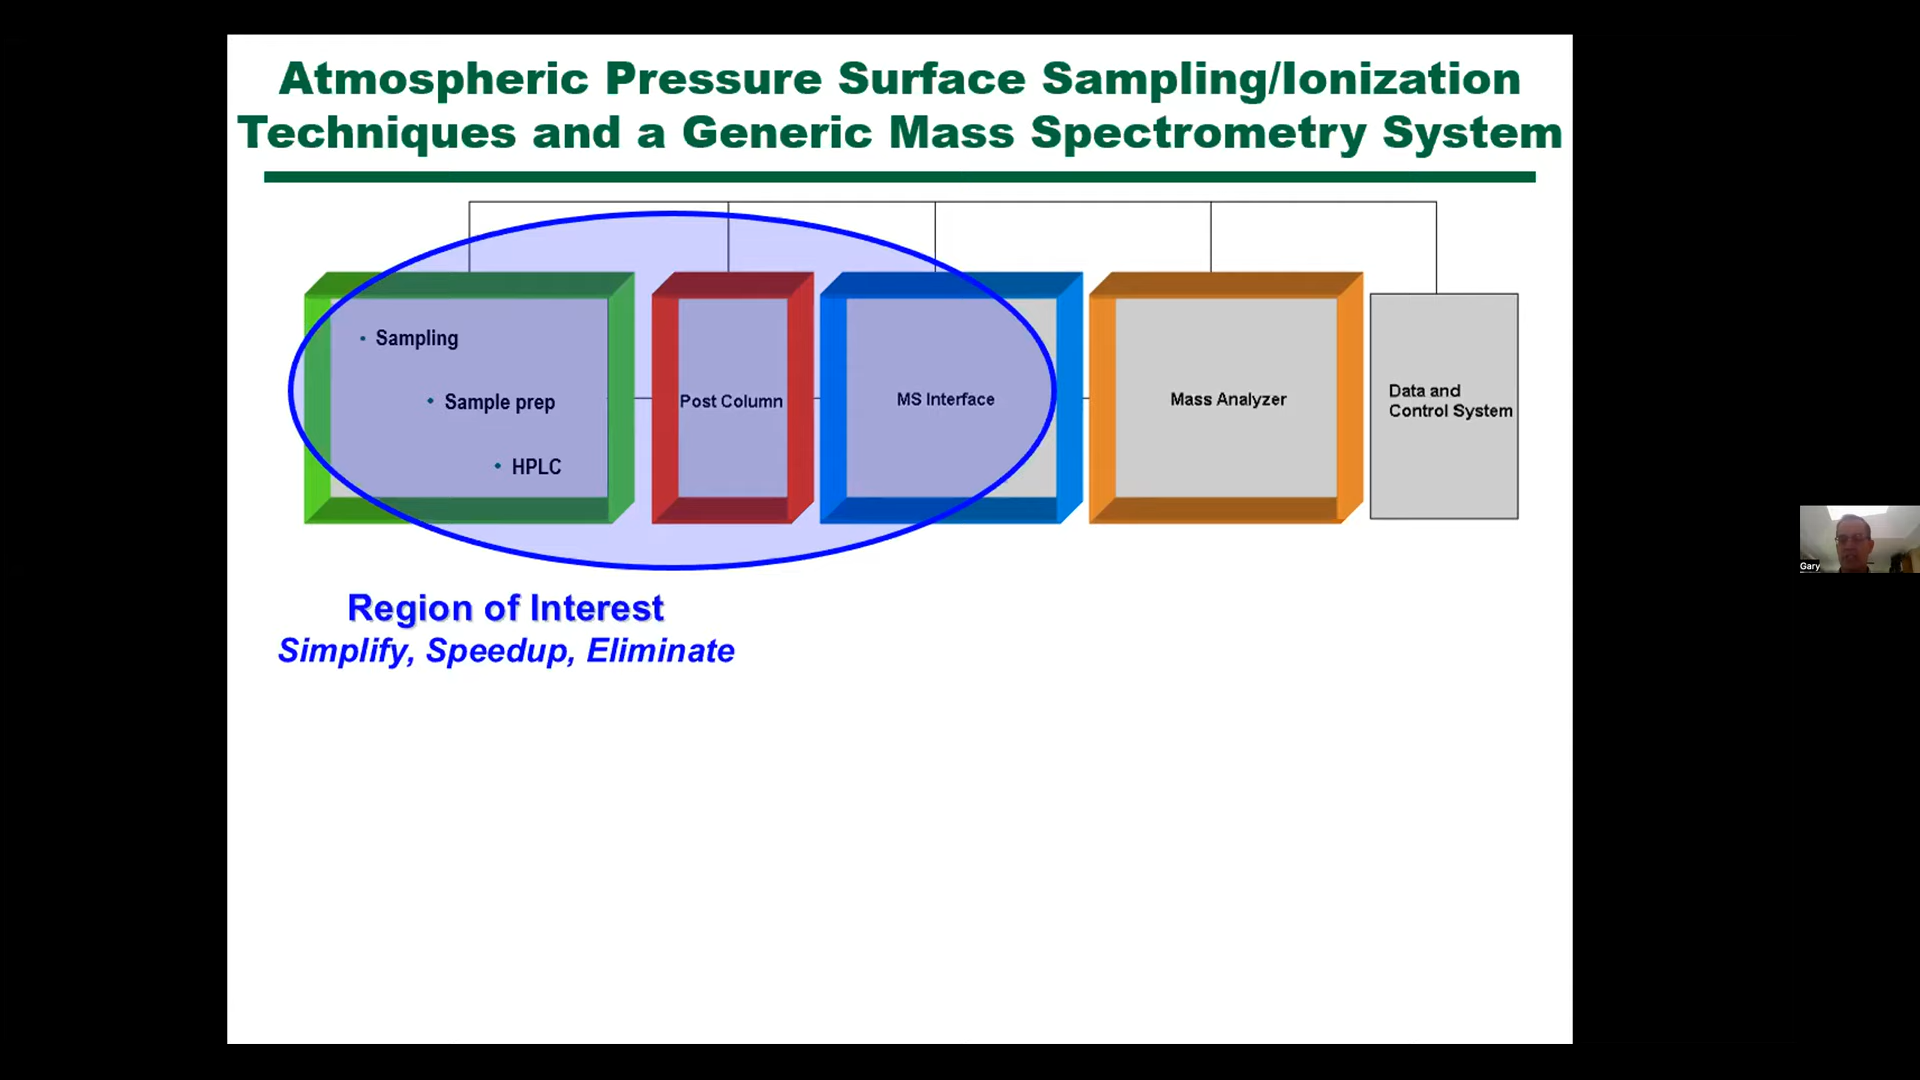 Atmospheric Pressure Surface Sampling/Ionization
Techniques and a Generic Mass Spectrometry System
• Sampling
• Sample prep
• HPLC
Post Column
MS Interface
Mass Analyzer
Data and
Control System
Region of Interest
Simplify, Speedup, Eliminate
Gary